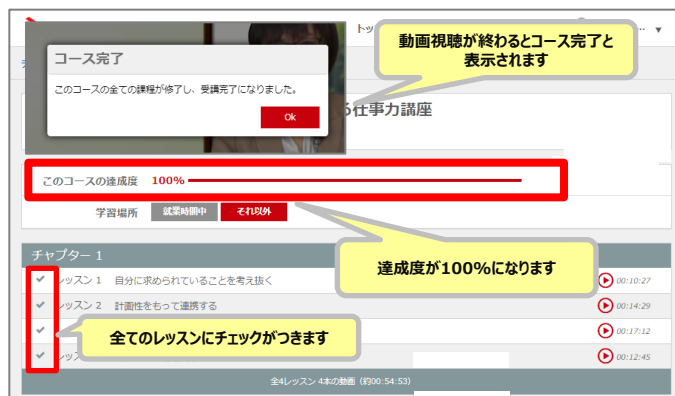 トッ
動画視聴が終わるとコース完了と
表示されます
コース完了
このコースの全ての課程が修了し、受講完了になりました。
Ok
る仕事力講座
このコースの達成度 100%
学習場所 就業時間中 それ以外
達成度が100%になります
チャプター 1
レッスン 1 自分に求められていることを考え抜く 00:10:27
レッスン 2 計画性をもって連携する 00:14:29
00:17:12
全てのレッスンにチェックがつきます
レッス 00:12:45
全4レッスン 4本の動画（約00:54:53）